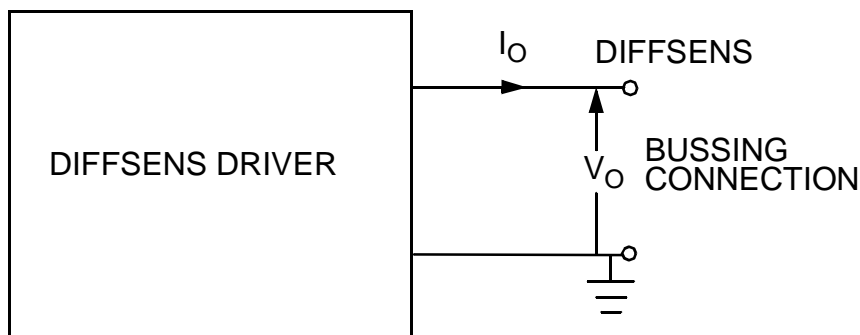 I_O
DIFFSENS
DIFFSENS DRIVER
V_O
BUSSING
CONNECTION